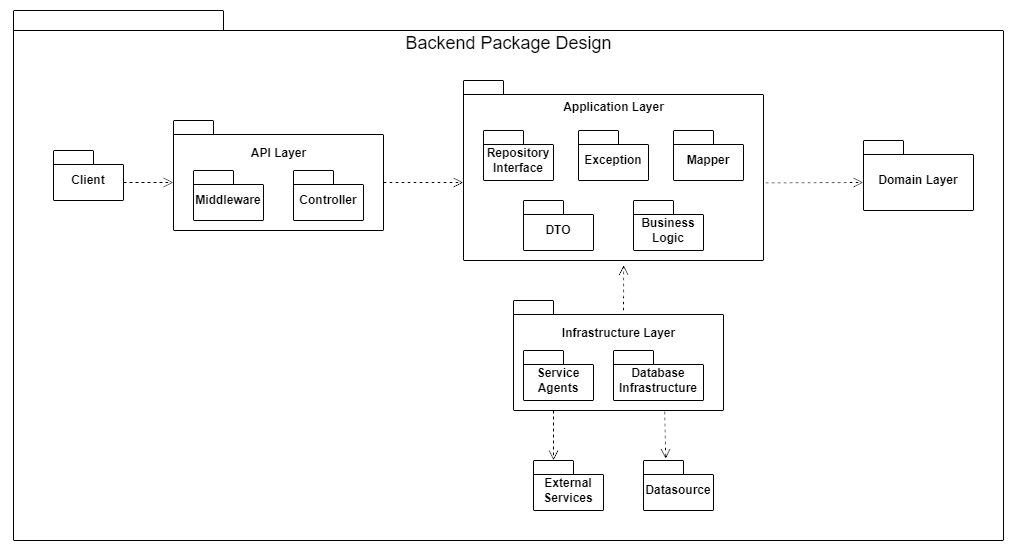 Backend Package Design
Client
API Layer
Middleware
Controller
Application Layer
Repository
Interface
Exception
Mapper
DTO
Business
Logic
Domain Layer
Infrastructure Layer
Service
Agents
Database
Infrastructure
External
Services
Datasource